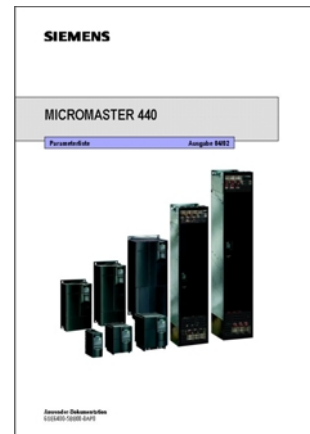 SIEMENS
MICROMASTER 440
Parameterliste Ausgabe 04/02
Anwender-Dokumentation